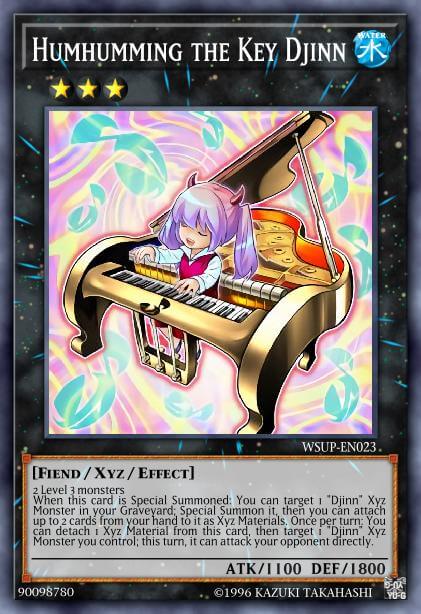 HUMHUMMING THE KEY DJINN
WATER
水
WSUP-EN023
[FIEND / XYZ / EFFECT]
2 Level 3 monsters
When this card is Special Summoned: You can target 1 "Djinn" Xyz
Monster in your Graveyard; Special Summon it, then you can attach
up to 2 cards from your hand to it as Xyz Materials. Once per turn: You
can detach 1 Xyz Material from this card, then target 1 "Djinn" Xyz
Monster you control; this turn, it can attack your opponent directly.
ATK/1100 DEF/1800
90098780
©1996 KAZUKI TAKAHASHI